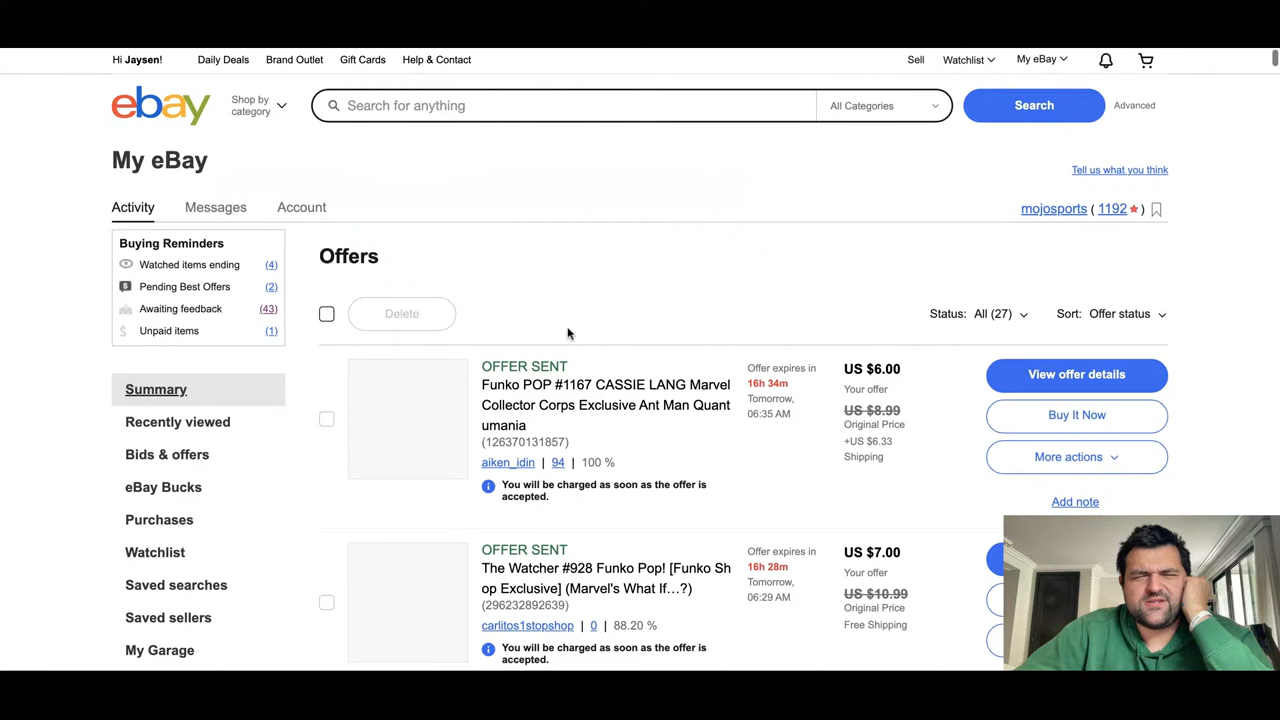 Hi Jaysen!
Daily Deals
Brand Outlet
Gift Cards
Help & Contact
Sell
Watchlist
My eBay
ebay
Shop by
category
Search for anything
All Categories
Search
Advanced
My eBay
Tell us what you think
Activity
Messages
Account
mojosports ( 1192 )
Buying Reminders
Watched items ending (4)
Pending Best Offers (2)
Awaiting feedback (43)
Unpaid items (1)
Summary
Recently viewed
Bids & offers
eBay Bucks
Purchases
Watchlist
Saved searches
Saved sellers
My Garage
Offers
Delete
Status: All (27)
Sort: Offer status
OFFER SENT
Funko POP #1167 CASSIE LANG Marvel
Collector Corps Exclusive Ant Man Quant
umania
(126370131857)
aiken_idin | 94 | 100 %
You will be charged as soon as the offer is
accepted.
Offer expires in
16h 34m
Tomorrow,
06:35 AM
US $6.00
Your offer
US $8.99
Original Price
+US $6.33
Shipping
View offer details
Buy It Now
More actions
Add note
OFFER SENT
The Watcher #928 Funko Pop! [Funko Sh
op Exclusive] (Marvel's What If...?)
(296232892639)
carlitos1stopshop | 0 | 88.20 %
You will be charged as soon as the offer is
accepted.
Offer expires in
16h 28m
Tomorrow,
06:29 AM
US $7.00
Your offer
US $10.99
Original Price
Free Shipping